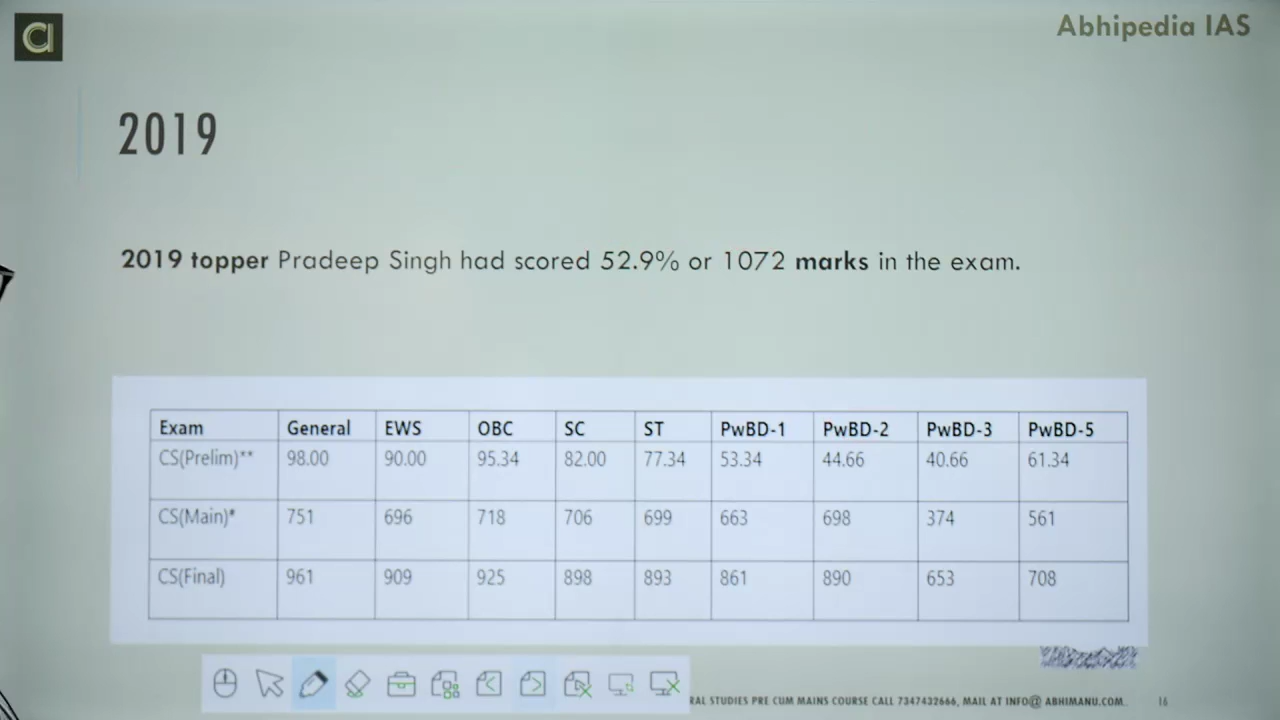 Abhipedia IAS
2019
2019 topper Pradeep Singh had scored 52.9% or 1072 marks in the exam.
Exam General EWS OBC SC ST PwBD-1 PwBD-2 PwBD-3 PwBD-5
CS(Prelim)** 98.00 90.00 95.34 82.00 77.34 53.34 44.66 40.66 61.34
CS(Main)# 751 696 718 706 699 663 698 374 561
CS(Final) 961 909 925 898 893 861 890 653 708
STUDIES PRE CUM MAINS COURSE CALL 7347432666, MAIL AT INFO@ ABHIMANU.COM. 16